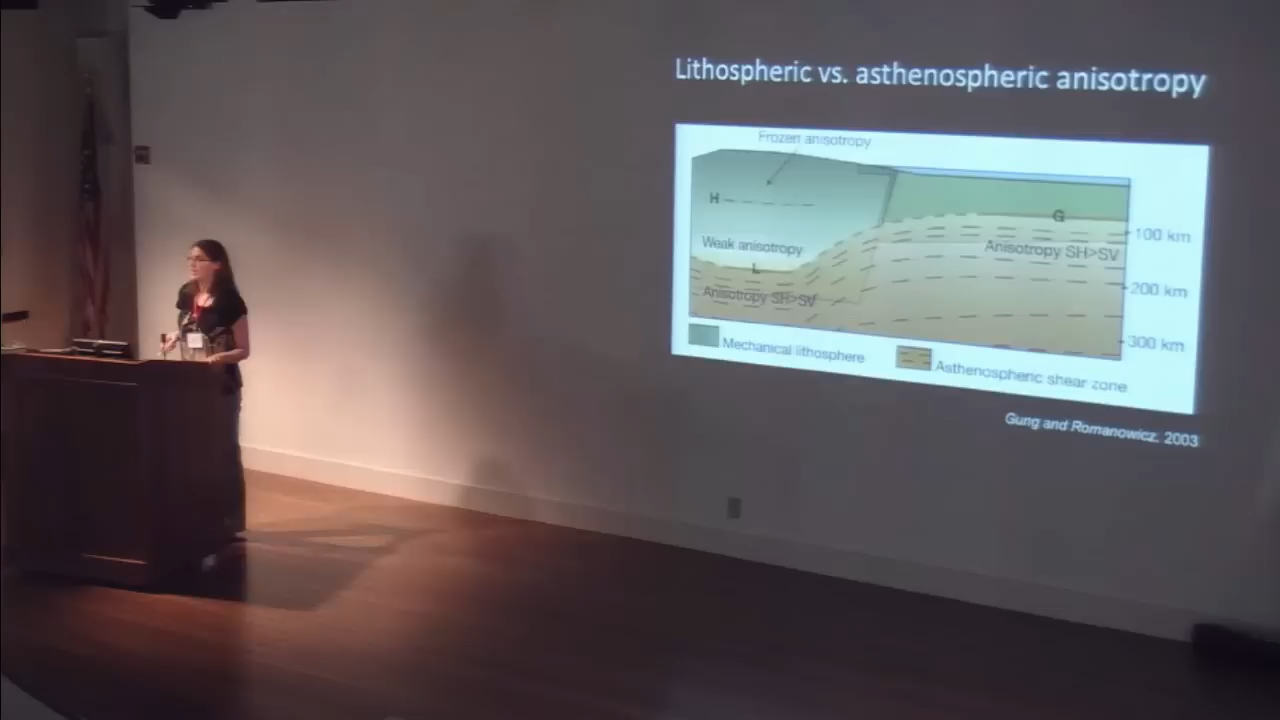 Lithospheric vs. asthenospheric anisotropy
Frozen anisotropy
H
G
100 km
Weak anisotropy
Anisotropy SH>SV
L
200 km
Anisotropy SH>SV
300 km
Mechanical lithosphere
Asthenospheric shear zone
Gung and Romanowicz, 2003